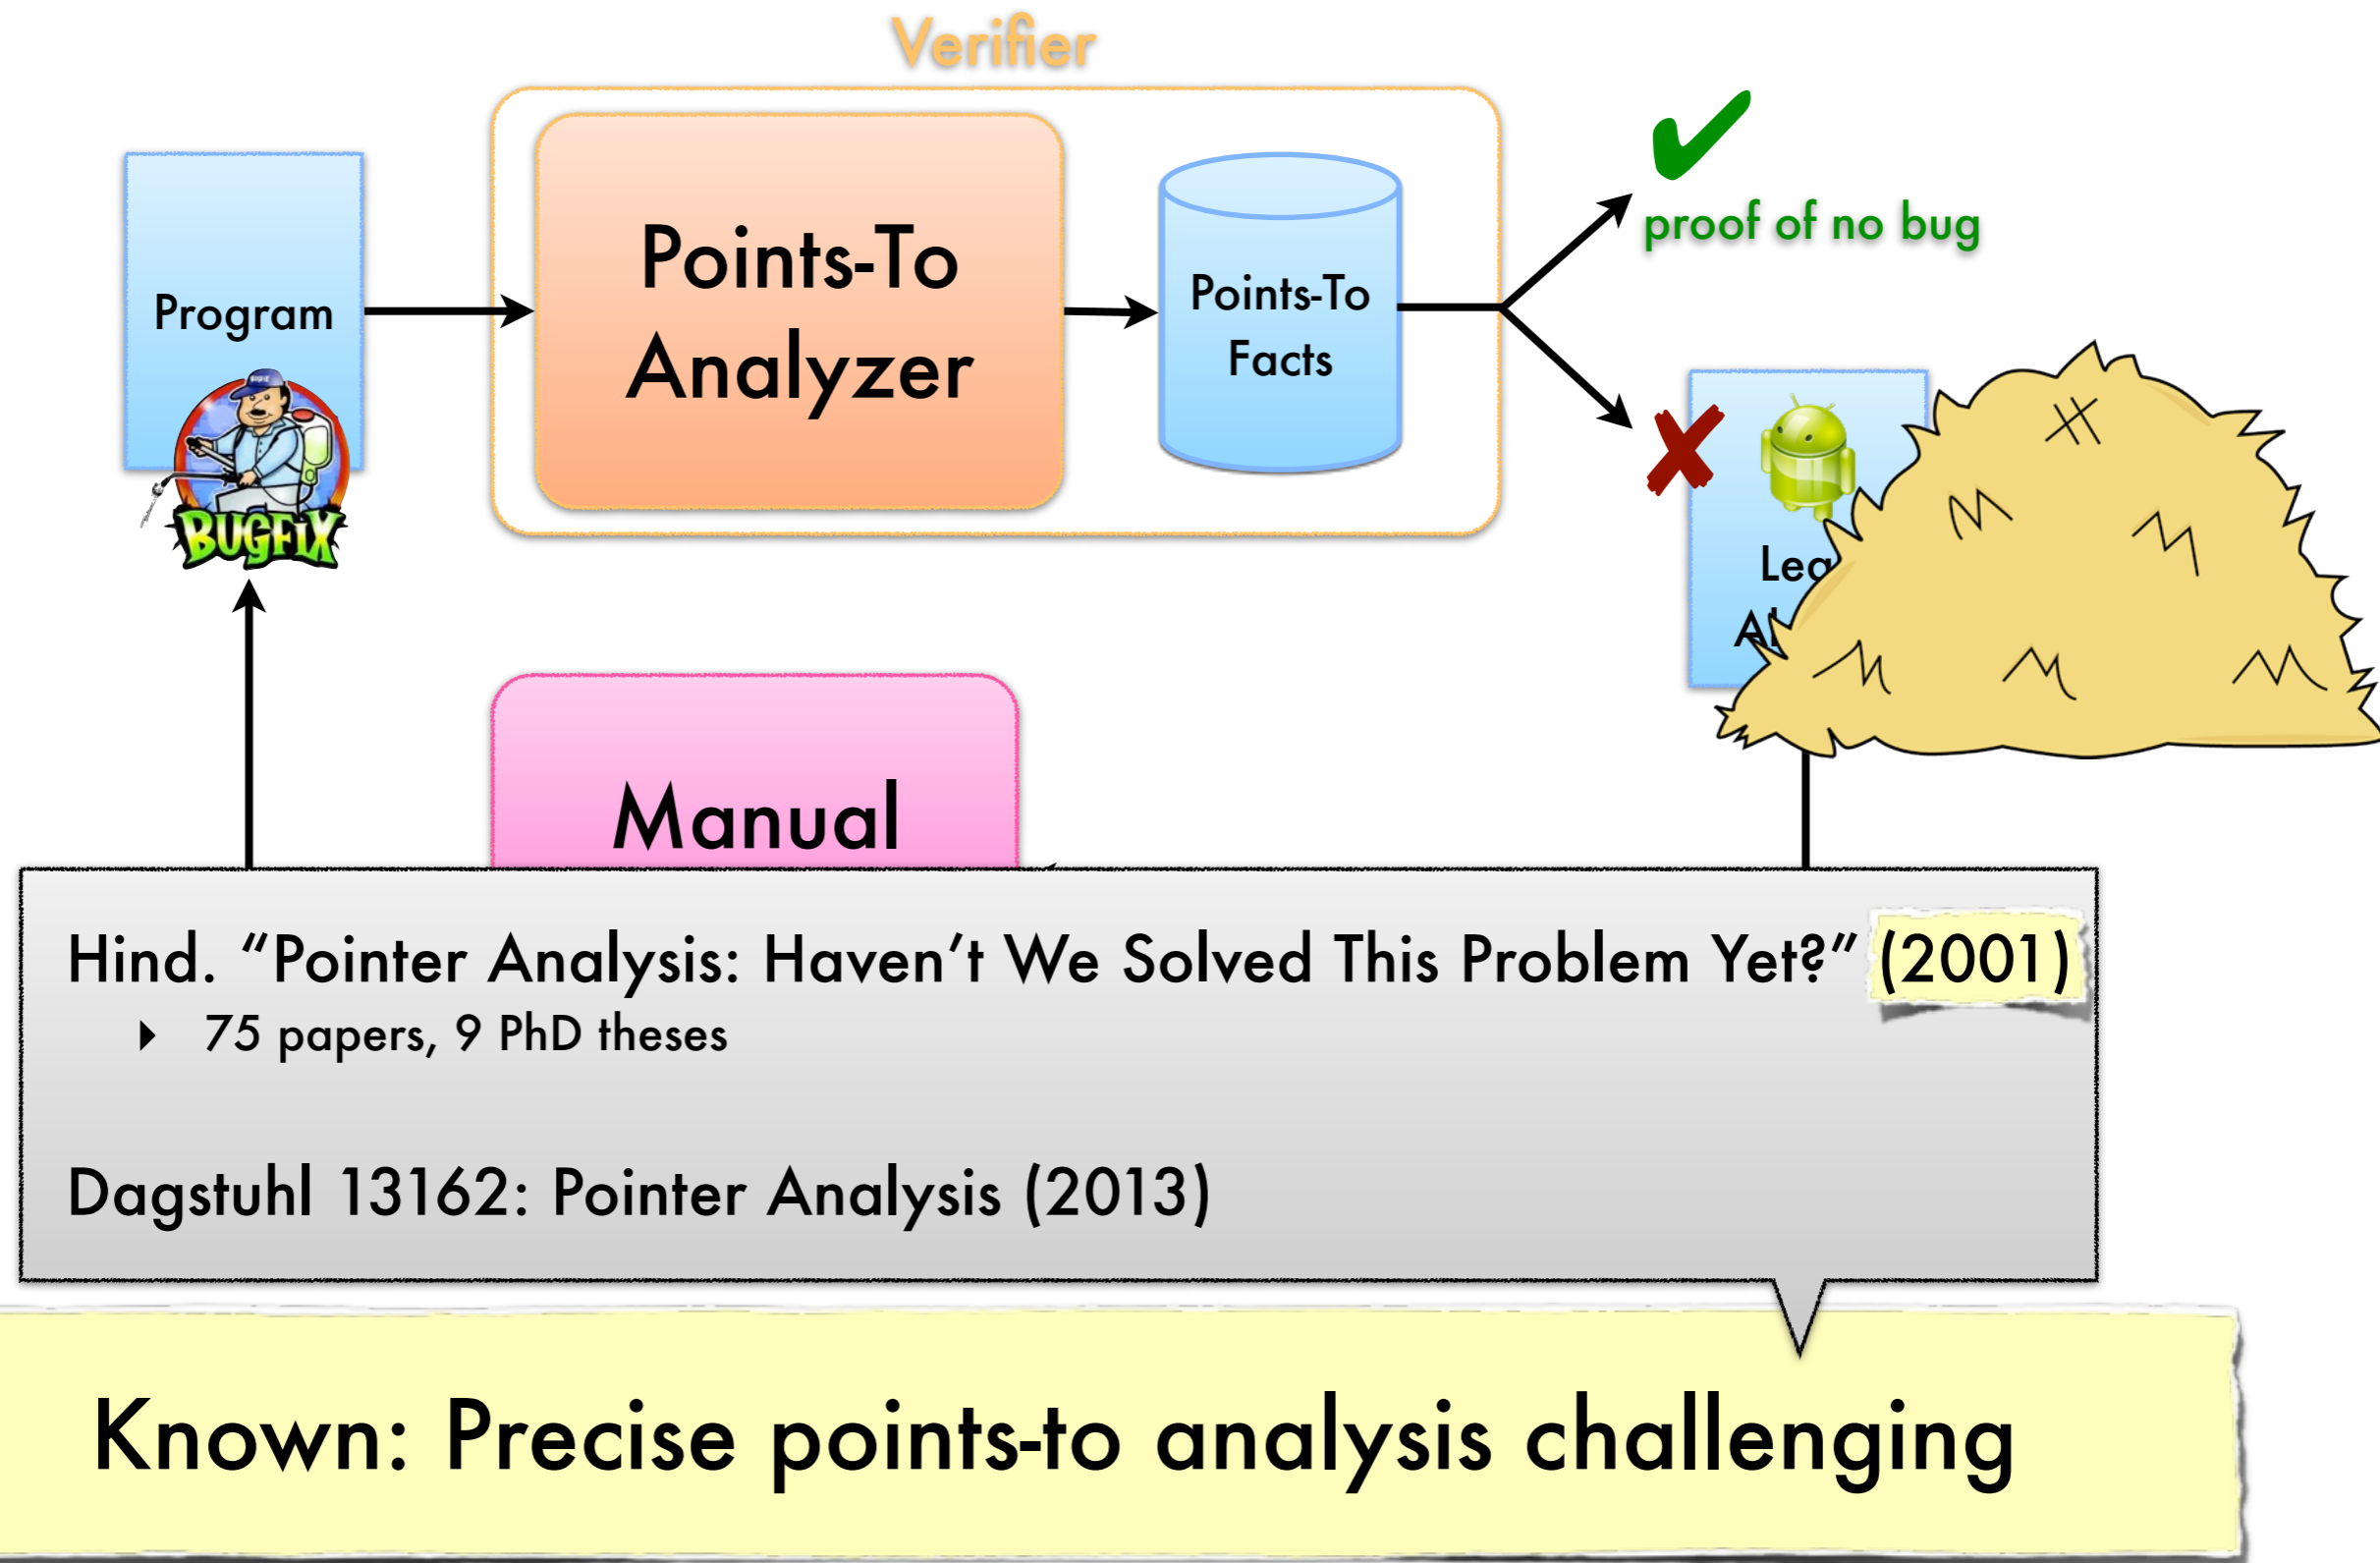 Verifier
Program
BUGFIX
Points-To
Analyzer
Points-To
Facts
proof of no bug
Manual
Hind. “Pointer Analysis: Haven’t We Solved This Problem Yet?” (2001)
‣ 75 papers, 9 PhD theses
Dagstuhl 13162: Pointer Analysis (2013)
Known: Precise points-to analysis challenging